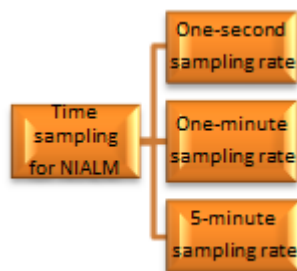 Time
sampling
for NIALM
One-second
sampling rate
One-minute
sampling rate
5-minute
sampling rate